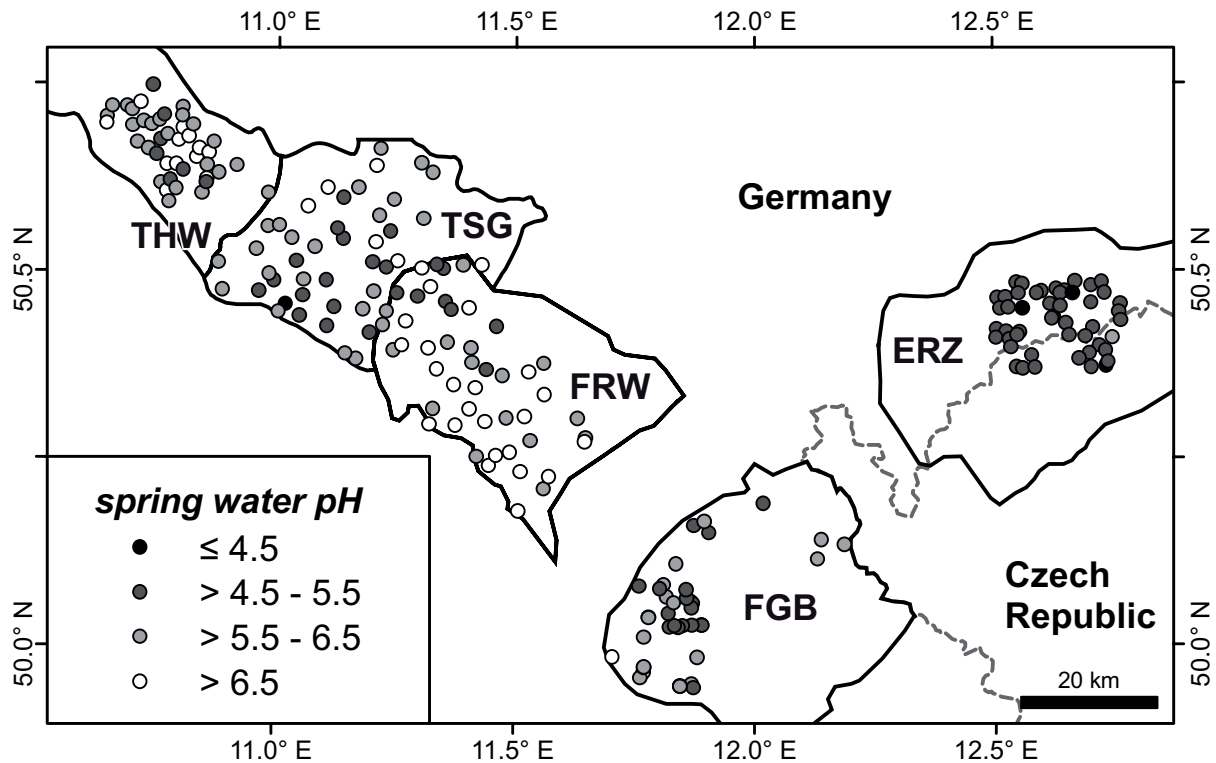 11.0° E
11.5° E
12.0° E
12.5° E
Germany
THW
TSG
50.5° N
50.5° N
ERZ
FRW
spring water pH
≤ 4.5
> 4.5 - 5.5
> 5.5 - 6.5
> 6.5
Czech
Republic
FGB
50.0° N
50.0° N
20 km
11.0° E
11.5° E
12.0° E
12.5° E